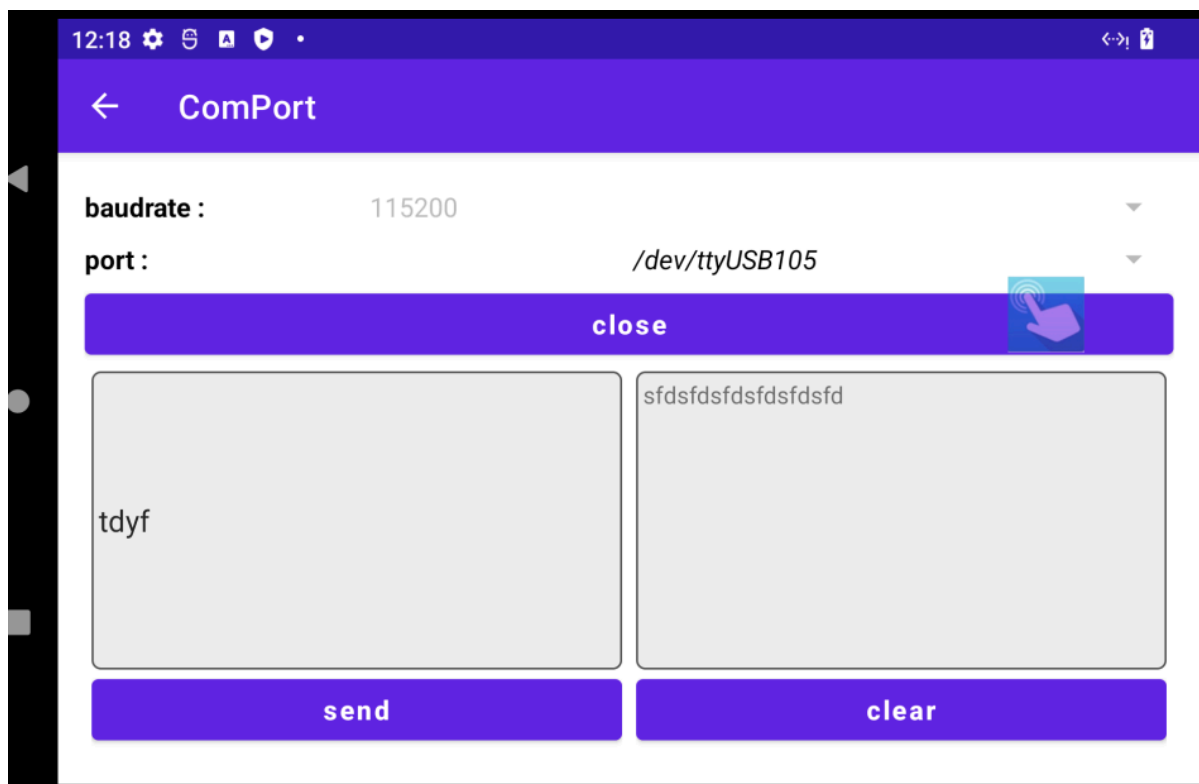 12:18
ComPort
baudrate : 115200
port : /dev/ttyUSB105
close
tdyf
sfdsfdsfdsfdsfdsfd
send
clear